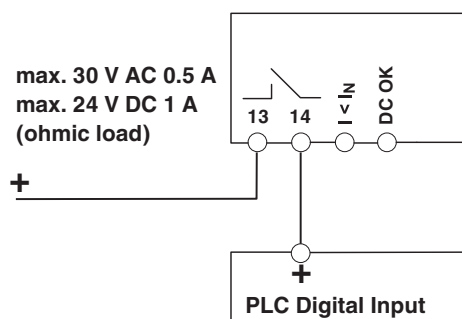 max. 30 V AC 0.5 A
max. 24 V DC 1 A
(ohmic load)
13
14
I < IN
DC OK
+
+
PLC Digital Input